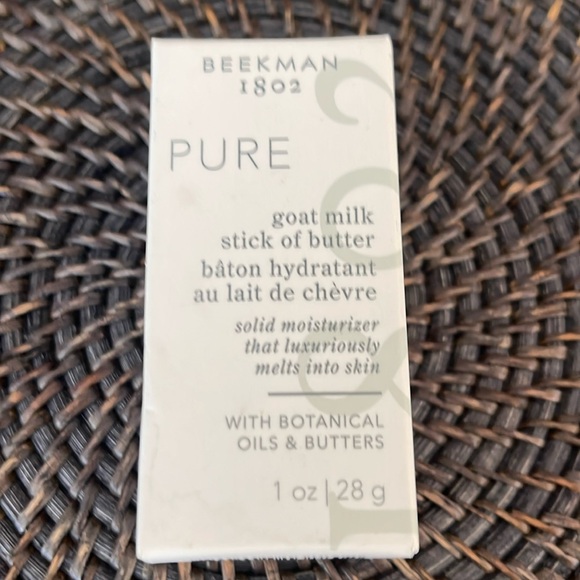 BEEKMAN
1802
PURE
goat milk
stick of butter
bâton hydratant
au lait de chèvre
solid moisturizer
that luxuriously
melts into skin
WITH BOTANICAL
OILS & BUTTERS
1 oz | 28 g